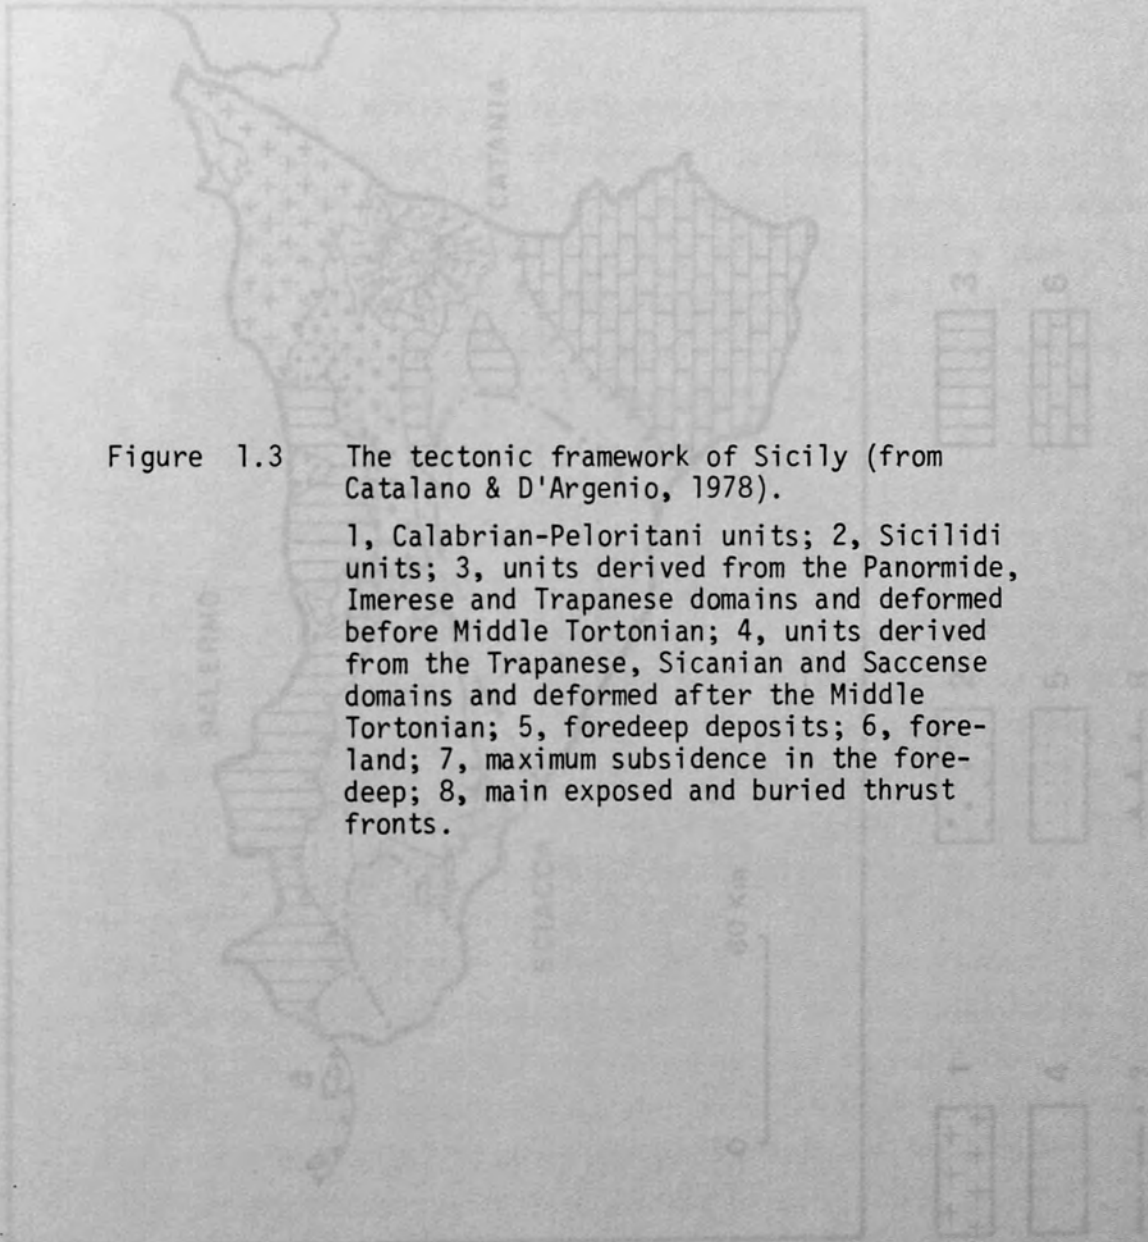 Figure 1.3 The tectonic framework of Sicily (from
Catalano & D'Argenio, 1978).
1, Calabrian-Peloritani units; 2, Sicilidi
units; 3, units derived from the Panormide,
Imerese and Trapanese domains and deformed
before Middle Tortonian; 4, units derived
from the Trapanese, Sicanian and Saccense
domains and deformed after the Middle
Tortonian; 5, foredeep deposits; 6, fore-
land; 7, maximum subsidence in the fore-
deep; 8, main exposed and buried thrust
fronts.
CATANIA
PALERMO
SCIACCA
0
60 km
3
6
5
1
4